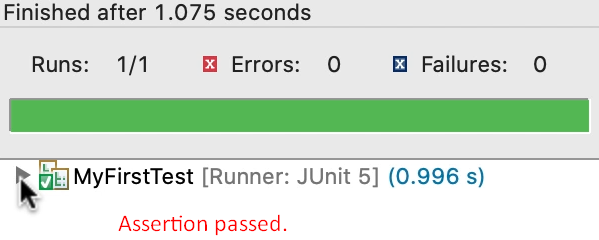 Finished after 1.075 seconds
Runs: 1/1 Errors: 0 Failures: 0
MyFirstTest [Runner: JUnit 5] (0.996 s)
Assertion passed.